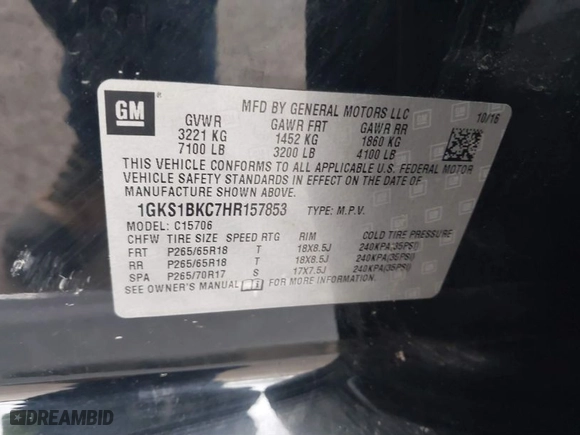 GM
MFD BY GENERAL MOTORS LLC
10/16
GVWR GAWR FRT GAWR RR
3221 KG 1452 KG 1860 KG
7100 LB 3200 LB 4100 LB
THIS VEHICLE CONFORMS TO ALL APPLICABLE U.S. FEDERAL MOTOR
VEHICLE SAFETY STANDARDS IN EFFECT ON THE DATE OF MANUFACTURE SHOWN ABOVE.
1GKS1BKC7HR157853 TYPE: M.P.V.
MODEL: C15706
CHFW TIRE SIZE SPEED RTG RIM COLD TIRE PRESSURE
FRT P265/65R18 T 18X8.5J 240KPA(35PSI)
RR P265/65R18 T 18X8.5J 240KPA(35PSI)
SPA P265/70R17 S 17X7.5J 240KPA(35PSI)
SEE OWNER'S MANUAL FOR MORE INFORMATION.
DREAMBID